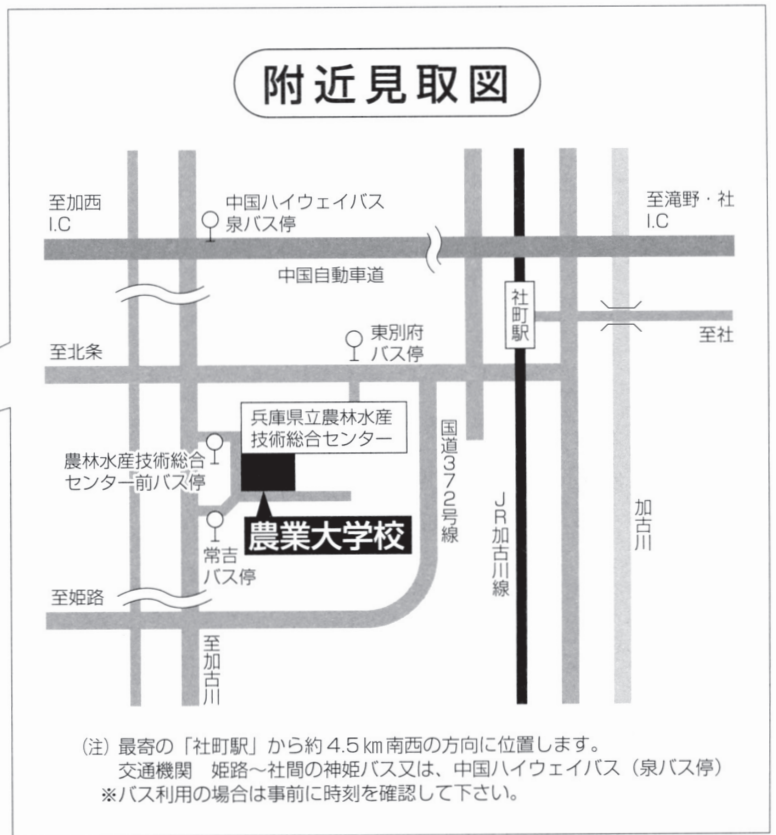 附近見取図
至加西
I.C
中国ハイウェイバス
泉バス停
至滝野・社
I.C
中国自動車道
社町駅
至社
東別府
バス停
至北条
兵庫県立農林水産
技術総合センター
農林水産技術総合
センター前バス停
国道372号線
JR加古川線
加古川
農業大学校
常吉
バス停
至姫路
至加古川
(注) 最寄の「社町駅」から約4.5km南西の方向に位置します。
交通機関 姫路〜社間の神姫バス又は、中国ハイウェイバス(泉バス停)
※バス利用の場合は事前に時刻を確認して下さい。